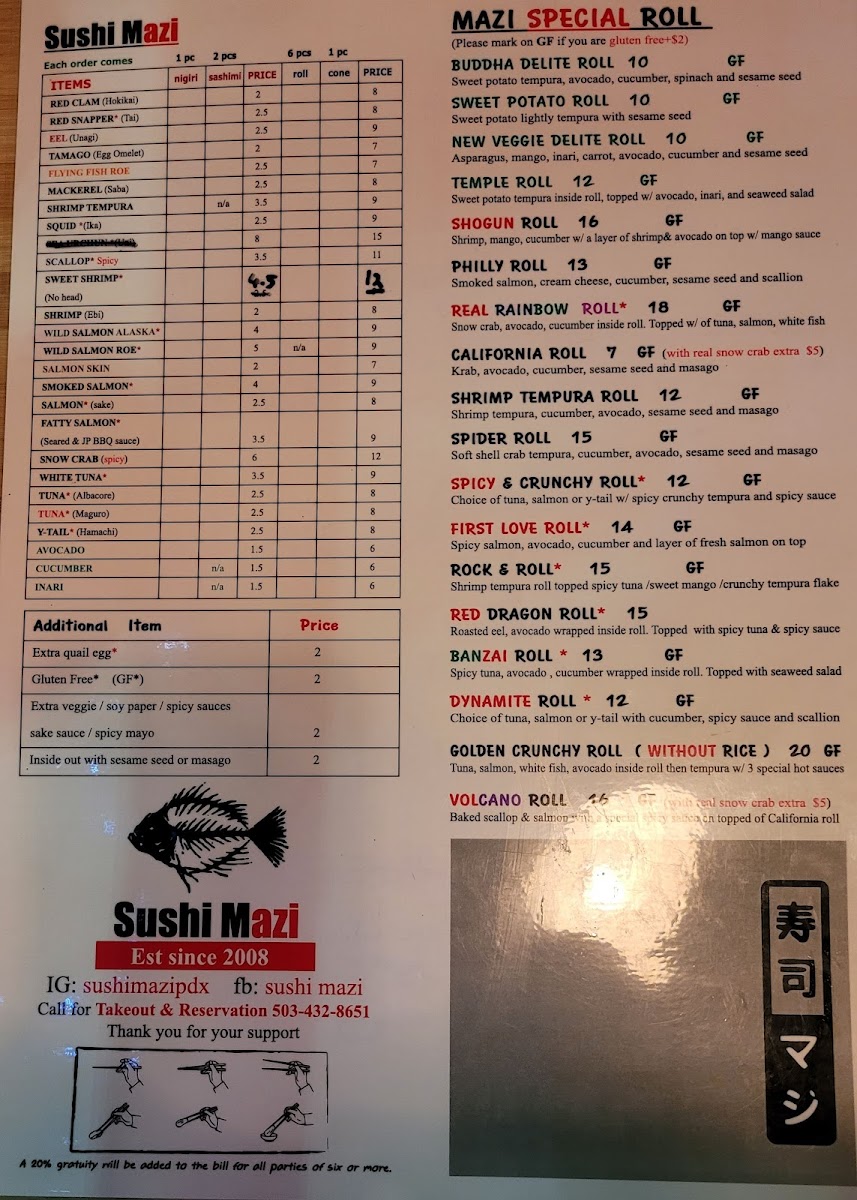 Sushi Mazi
Each order comes 1 pc 2 pcs 6 pcs 1 pc
ITEMS nigiri sashimi PRICE roll cone PRICE
RED CLAM (Hokikai) 2 8
RED SNAPPER* (Tai) 2.5 8
EEL (Unagi) 2.5 9
TAMAGO (Egg Omelet) 2 7
FLYING FISH ROE 2.5 7
MACKEREL (Saba) 2.5 8
SHRIMP TEMPURA n/a 3.5 9
SQUID *(Ika) 2.5 9
8 15
SCALLOP* Spicy 3.5 11
SWEET SHRIMP* 4.5 13
(No head)
SHRIMP (Ebi) 2 8
WILD SALMON ALASKA* 4 9
WILD SALMON ROE* 5 n/a 9
SALMON SKIN 2 7
SMOKED SALMON* 4 9
SALMON* (sake) 2.5 8
FATTY SALMON*
(Seared & JP BBQ sauce) 3.5 9
SNOW CRAB (spicy) 6 12
WHITE TUNA* 3.5 9
TUNA* (Albacore) 2.5 8
TUNA* (Maguro) 2.5 8
Y-TAIL* (Hamachi) 2.5 8
AVOCADO 1.5 6
CUCUMBER n/a 1.5 6
INARI n/a 1.5 6
Additional Item Price
Extra quail egg* 2
Gluten Free* (GF*) 2
Extra veggie / soy paper / spicy sauces
sake sauce / spicy mayo 2
Inside out with sesame seed or masago 2
Sushi Mazi
Est since 2008
IG: sushimazipdx fb: sushi mazi
Call for Takeout & Reservation 503-432-8651
Thank you for your support
A 20% gratuity will be added to the bill for all parties of six or more.
MAZI SPECIAL ROLL
(Please mark on GF if you are gluten free+$2)
BUDDHA DELITE ROLL 10 GF
Sweet potato tempura, avocado, cucumber, spinach and sesame seed
SWEET POTATO ROLL 10 GF
Sweet potato lightly tempura with sesame seed
NEW VEGGIE DELITE ROLL 10 GF
Asparagus, mango, inari, carrot, avocado, cucumber and sesame seed
TEMPLE ROLL 12 GF
Sweet potato tempura inside roll, topped w/ avocado, inari, and seaweed salad
SHOGUN ROLL 16 GF
Shrimp, mango, cucumber w/ a layer of shrimp& avocado on top w/ mango sauce
PHILLY ROLL 13 GF
Smoked salmon, cream cheese, cucumber, sesame seed and scallion
REAL RAINBOW ROLL* 18 GF
Snow crab, avocado, cucumber inside roll. Topped w/ of tuna, salmon, white fish
CALIFORNIA ROLL 7 GF (with real snow crab extra $5)
Krab, avocado, cucumber, sesame seed and masago
SHRIMP TEMPURA ROLL 12 GF
Shrimp tempura, cucumber, avocado, sesame seed and masago
SPIDER ROLL 15 GF
Soft shell crab tempura, cucumber, avocado, sesame seed and masago
SPICY & CRUNCHY ROLL* 12 GF
Choice of tuna, salmon or y-tail w/ spicy crunchy tempura and spicy sauce
FIRST LOVE ROLL* 14 GF
Spicy salmon, avocado, cucumber and layer of fresh salmon on top
ROCK & ROLL* 15 GF
Shrimp tempura roll topped spicy tuna /sweet mango /crunchy tempura flake
RED DRAGON ROLL* 15
Roasted eel, avocado wrapped inside roll. Topped with spicy tuna & spicy sauce
BANZAI ROLL * 13 GF
Spicy tuna, avocado , cucumber wrapped inside roll. Topped with seaweed salad
DYNAMITE ROLL * 12 GF
Choice of tuna, salmon or y-tail with cucumber, spicy sauce and scallion
GOLDEN CRUNCHY ROLL ( WITHOUT RICE ) 20 GF
Tuna, salmon, white fish, avocado inside roll then tempura w/ 3 special hot sauces
VOLCANO ROLL 16 GF (with real snow crab extra $5)
Baked scallop & salmon with a special spicy sauce on topped of California roll
寿司マジ